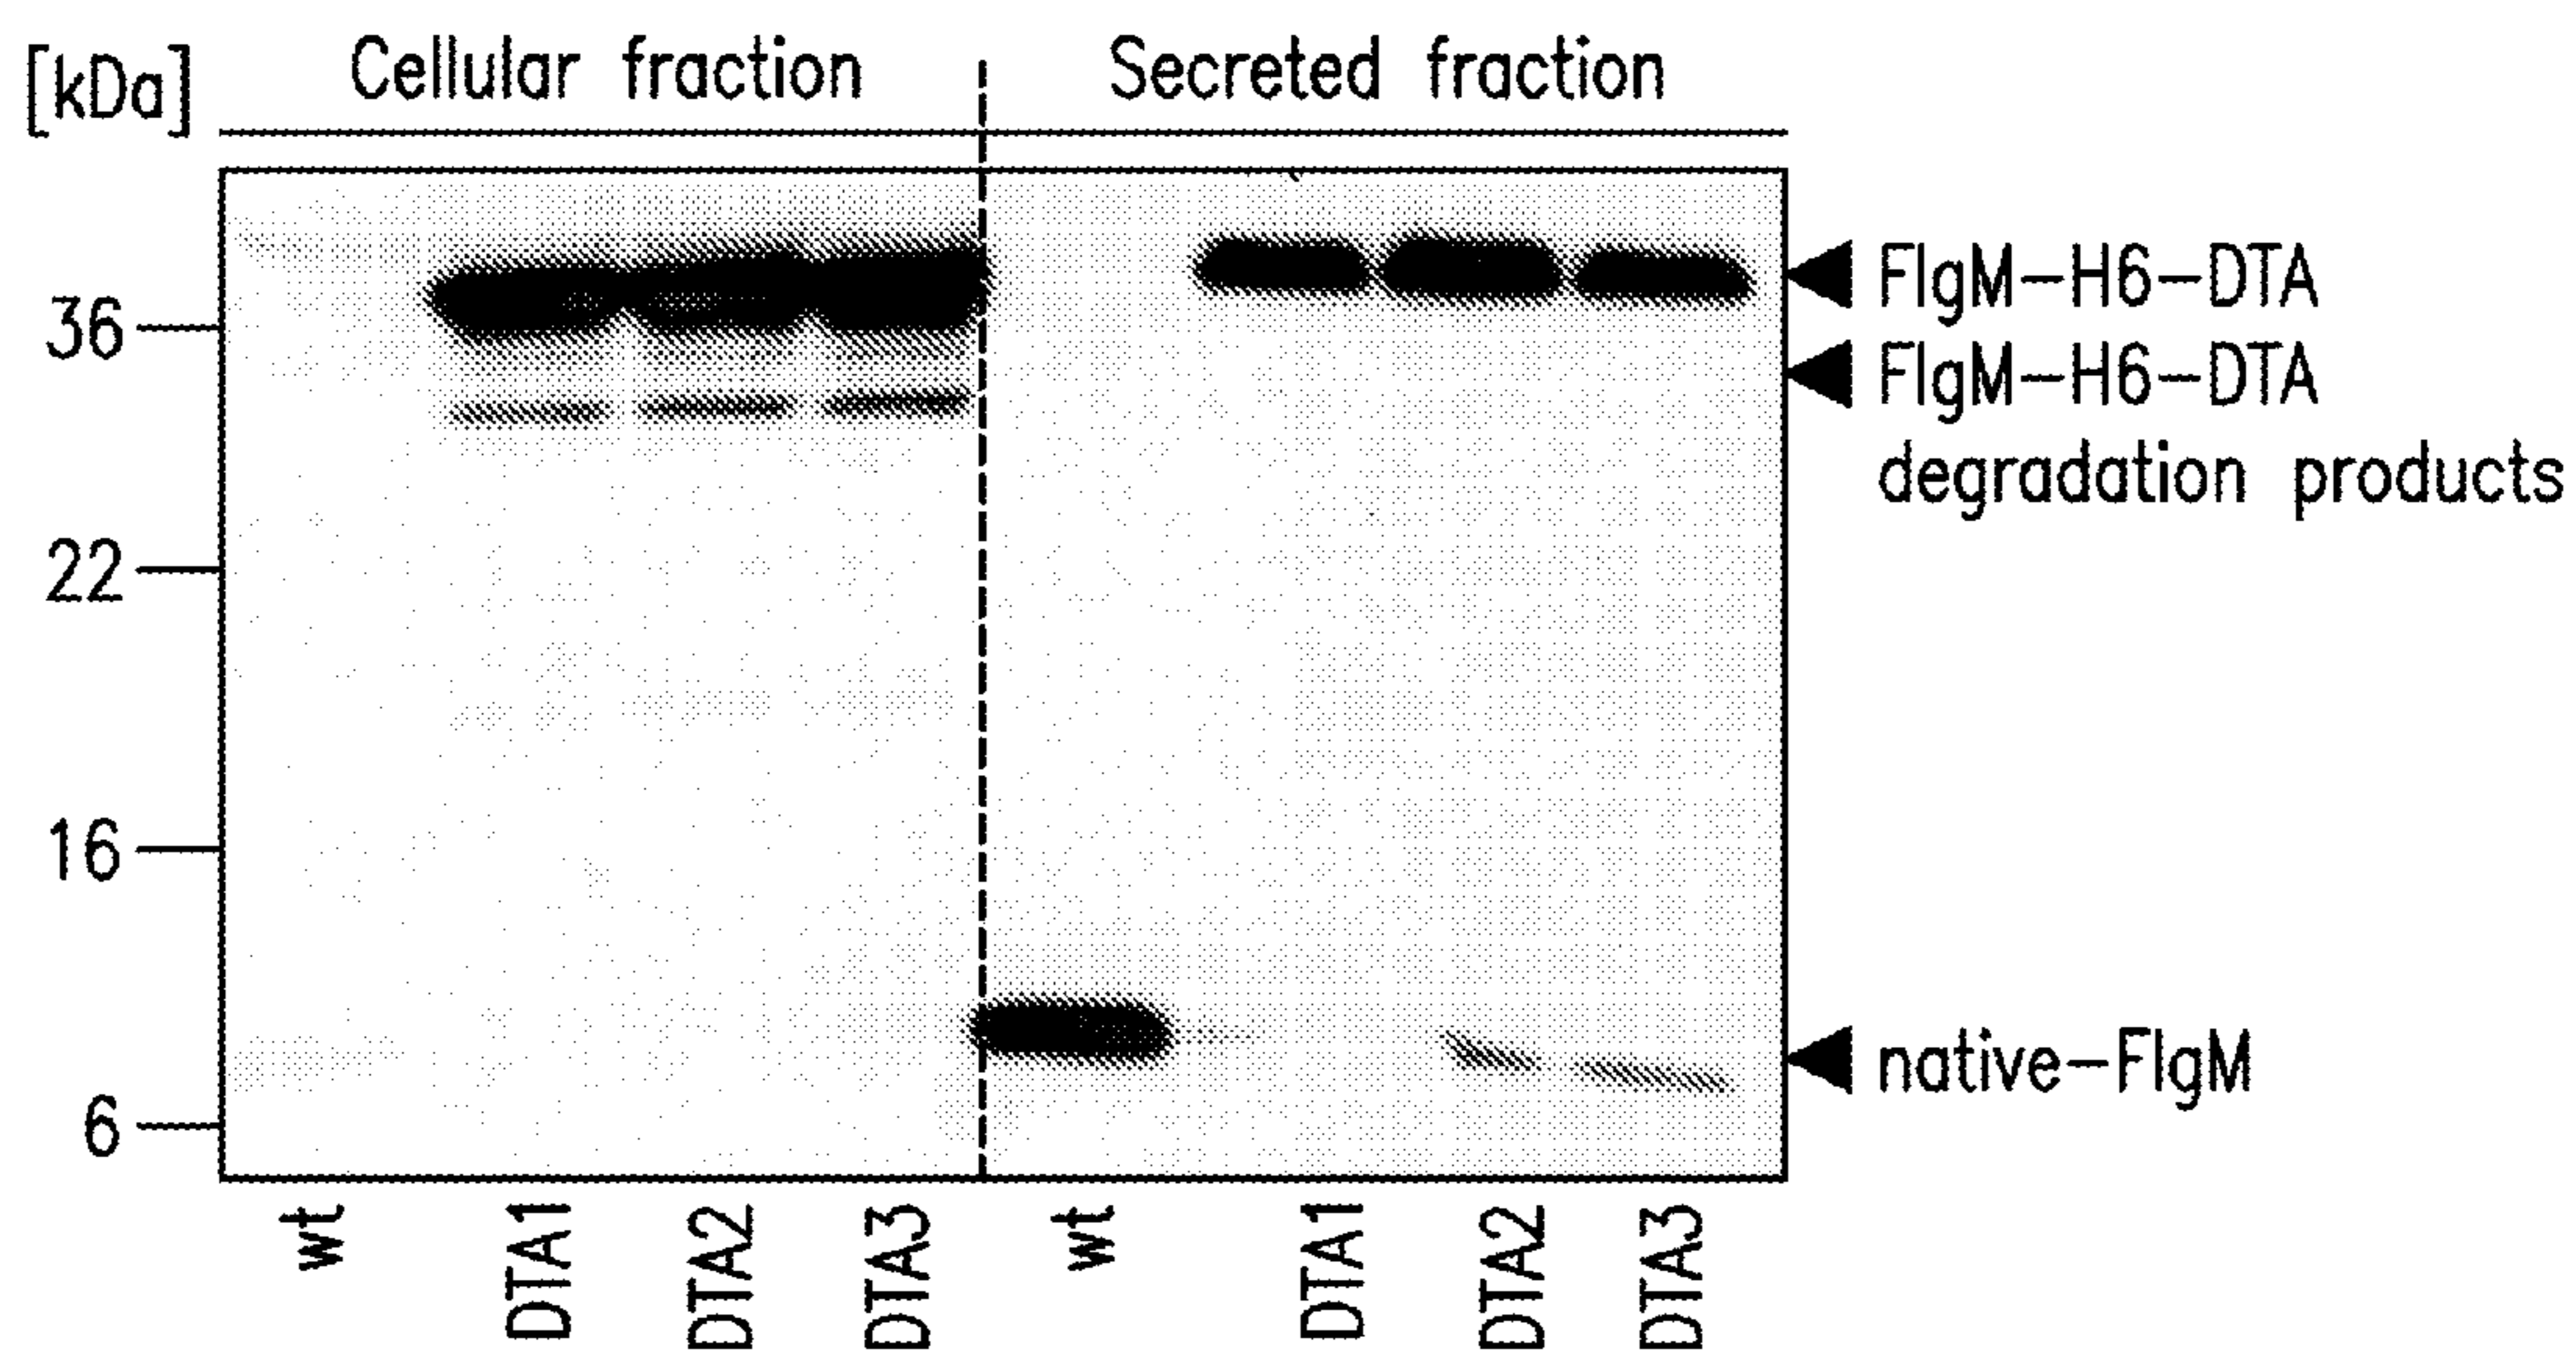 [kDa]
Cellular fraction
Secreted fraction
36
22
16
6
FlgM-H6-DTA
FlgM-H6-DTA
degradation products
native-FlgM
wt
DTA1
DTA2
DTA3
wt
DTA1
DTA2
DTA3